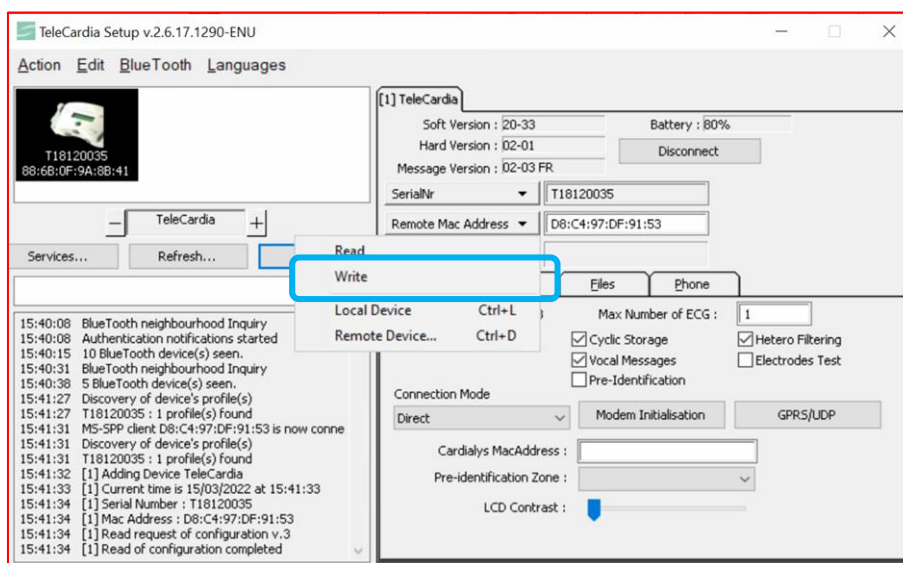 TeleCardia Setup v.2.6.17.1290-ENU
Action Edit BlueTooth Languages
T18120035
88:6B:0F:9A:8B:41
TeleCardia
Services... Refresh...
15:40:08 BlueTooth neighbourhood Inquiry
15:40:08 Authentication notifications started
15:40:15 10 BlueTooth device(s) seen.
15:40:31 BlueTooth neighbourhood Inquiry
15:40:38 5 BlueTooth device(s) seen.
15:41:27 Discovery of device's profile(s)
15:41:27 T18120035 : 1 profile(s) found
15:41:31 MS-SPP client D8:C4:97:DF:91:53 is now conne
15:41:31 Discovery of device's profile(s)
15:41:31 T18120035 : 1 profile(s) found
15:41:32 [1] Adding Device TeleCardia
15:41:33 [1] Current time is 15/03/2022 at 15:41:33
15:41:34 [1] Serial Number : T18120035
15:41:34 [1] Mac Address : D8:C4:97:DF:91:53
15:41:34 [1] Read request of configuration v.3
15:41:34 [1] Read of configuration completed
Read
Write
Local Device Ctrl+L
Remote Device... Ctrl+D
[1] TeleCardia
Soft Version : 20-33 Battery : 80%
Hard Version : 02-01 Disconnect
Message Version : 02-03 FR
SerialNr T18120035
Remote Mac Address D8:C4:97:DF:91:53
Files Phone
Max Number of ECG : 1
Cyclic Storage Hetero Filtering
Vocal Messages Electrodes Test
Pre-Identification
Connection Mode
Direct Modem Initialisation GPRS/UDP
Cardialys MacAddress :
Pre-identification Zone :
LCD Contrast :